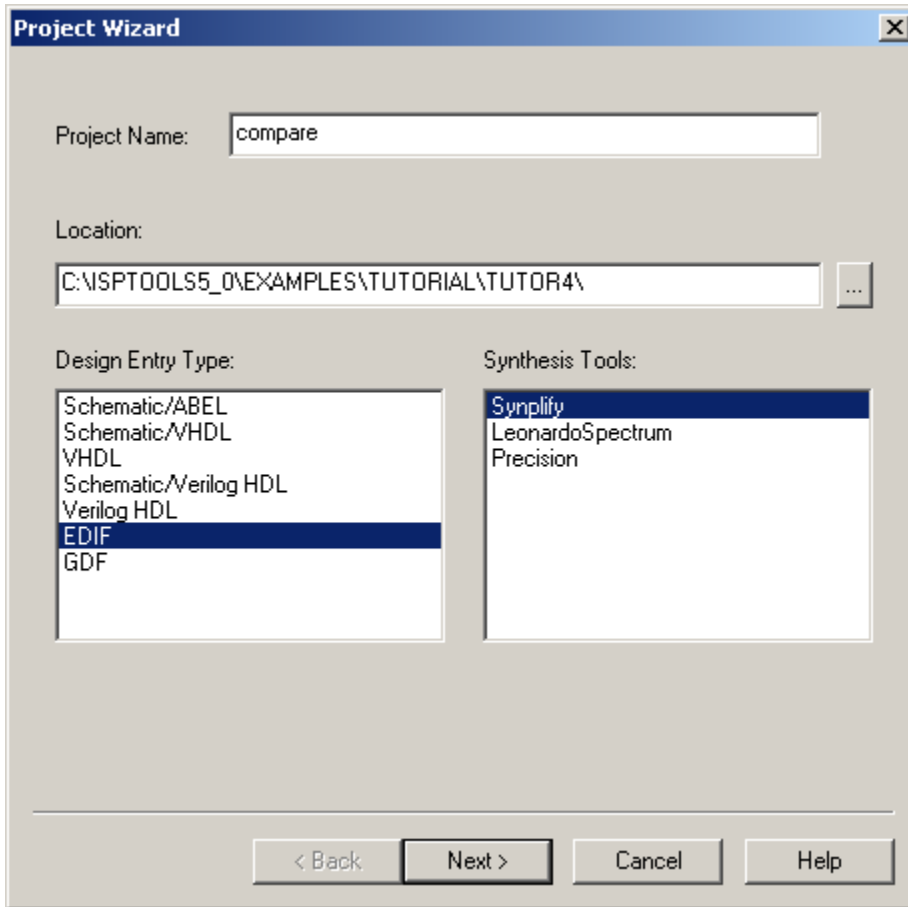 Project Wizard
Project Name: compare
Location:
C:\ISPTOOLS5_0\EXAMPLES\TUTORIAL\TUTOR4\ ...
Design Entry Type:
Schematic/ABEL
Schematic/VHDL
VHDL
Schematic/Verilog HDL
Verilog HDL
EDIF
GDF
Synthesis Tools:
Synplify
LeonardoSpectrum
Precision
< Back Next > Cancel Help